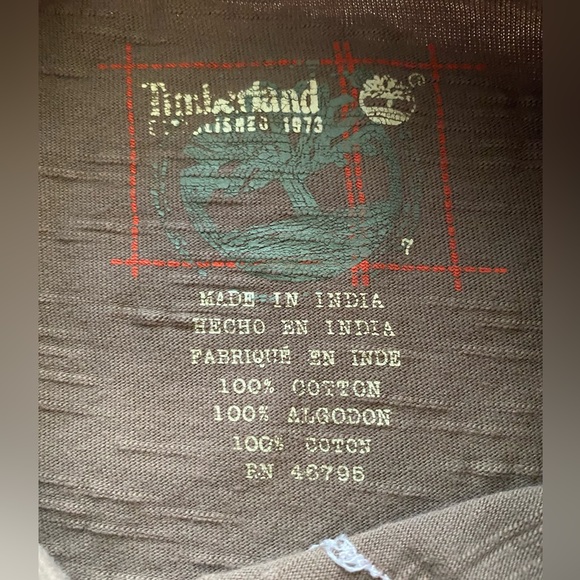 Timberland
ESTABLISHED 1973
7
MADE IN INDIA
HECHO EN INDIA
FABRIQUÉ EN INDE
100% COTTON
100% ALGODON
100% COTON
RN 46795